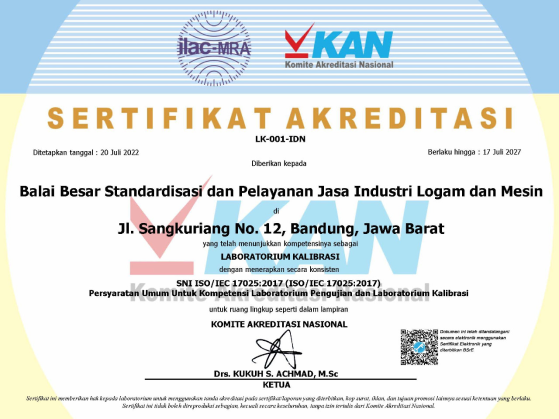 ilac-MRA
KAN
Komite Akreditasi Nasional
SERTIFIKAT AKREDITASI
LK-001-IDN
Ditetapkan tanggal : 20 Juli 2022
Berlaku hingga : 17 Juli 2027
Diberikan kepada
Balai Besar Standardisasi dan Pelayanan Jasa Industri Logam dan Mesin
di
Jl. Sangkuriang No. 12, Bandung, Jawa Barat
yang telah menunjukkan kompetensinya sebagai
LABORATORIUM KALIBRASI
dengan menerapkan secara konsisten
SNI ISO/IEC 17025:2017 (ISO/IEC 17025:2017)
Persyaratan Umum Untuk Kompetensi Laboratorium Pengujian dan Laboratorium Kalibrasi
KAN
Komite Akreditasi Nasional
untuk ruang lingkup seperti dalam lampiran
KOMITE AKREDITASI NASIONAL
Dokumen ini telah ditandatangani
secara elektronik menggunakan
Sertifikat Elektronik yang
diterbitkan BSrE
Drs. KUKUH S. ACHMAD, M.Sc
KETUA
Sertifikat ini memberikan hak kepada laboratorium untuk menggunakan tanda akreditasi pada sertifikat/laporan yang diterbitkan, kop surat, iklan, dan tujuan promosi lainnya sesuai ketentuan yang berlaku.
Sertifikat ini tidak boleh direproduksi sebagian, kecuali secara keseluruhan, tanpa izin tertulis dari Komite Akreditasi Nasional.